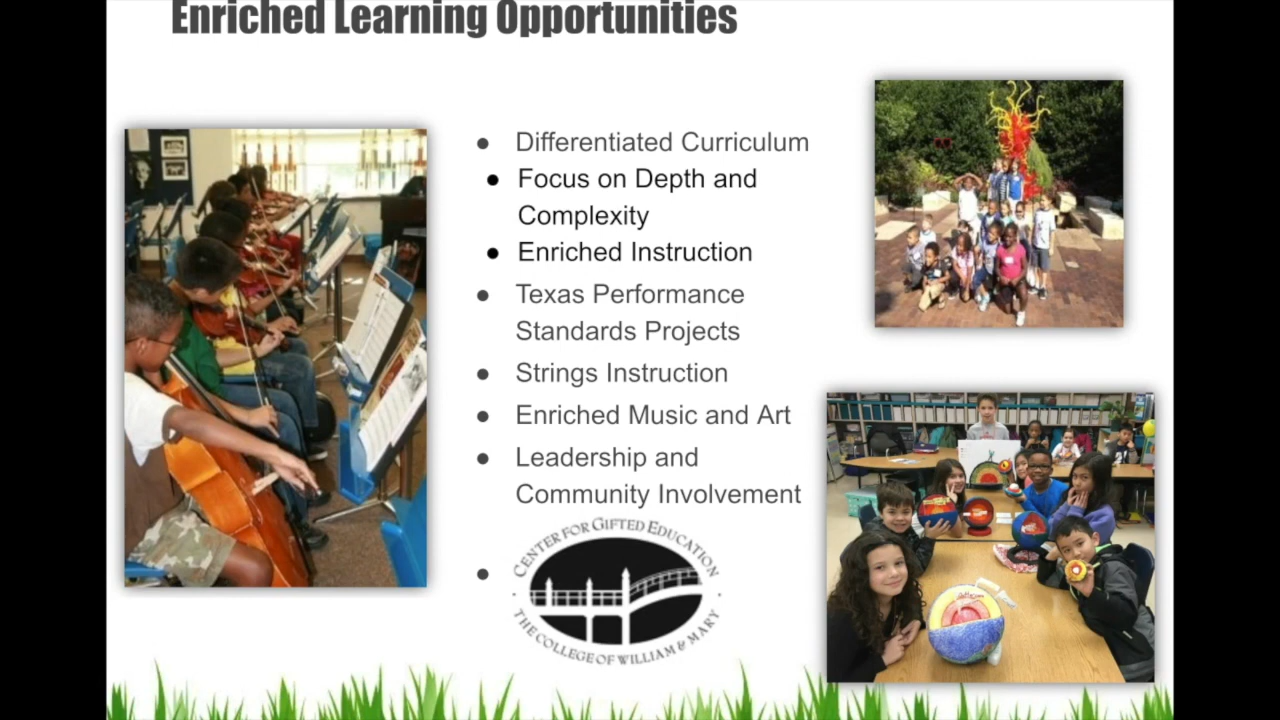 Enriched Learning Opportunities
● Differentiated Curriculum
● Focus on Depth and
Complexity
● Enriched Instruction
● Texas Performance
Standards Projects
● Strings Instruction
● Enriched Music and Art
● Leadership and
Community Involvement
●
CENTER FOR GIFTED EDUCATION
THE COLLEGE OF WILLIAM & MARY